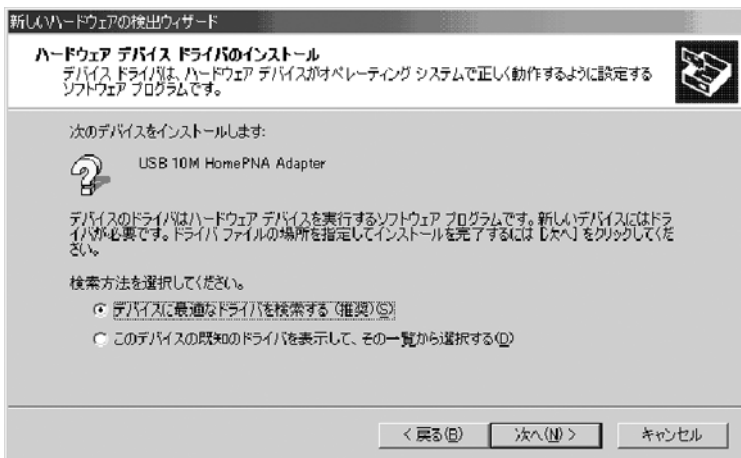 新しいハードウェアの検出ウィザード
ハードウェア デバイス ドライバのインストール
デバイス ドライバは、ハードウェア デバイスがオペレーティング システムで正しく動作するように設定する
ソフトウェア プログラムです。
次のデバイスをインストールします:
USB 10M HomePNA Adapter
デバイスのドライバはハードウェア デバイスを実行するソフトウェア プログラムです。新しいデバイスにはドラ
イバが必要です。ドライバ ファイルの場所を指定してインストールを完了するには [次へ] をクリックしてくだ
さい。
検索方法を選択してください。
デバイスに最適なドライバを検索する (推奨)(S)
このデバイスの既知のドライバを表示して、その一覧から選択する(D)
< 戻る(B) 次へ(N) > キャンセル